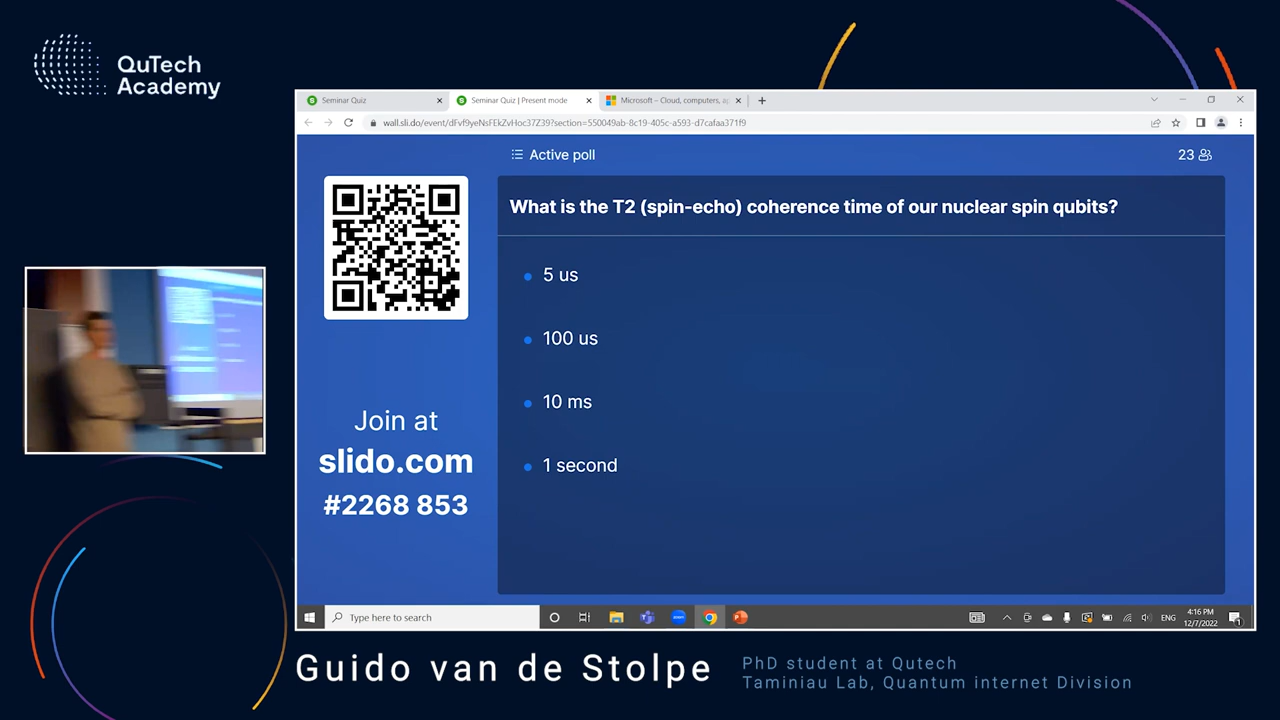 QuTech
Academy
Seminar Quiz
Seminar Quiz | Present mode
Microsoft – Cloud, computers, ap
wall.sli.do/event/dFvf9yeNsFEkZvHoc37Z39?section=550049ab-8c19-405c-a593-d7cafaa371f9
Active poll
23
What is the T2 (spin-echo) coherence time of our nuclear spin qubits?
5 us
100 us
10 ms
1 second
Join at
slido.com
#2268 853
Type here to search
ENG
4:16 PM
12/7/2022
Guido van de Stolpe
PhD student at Qutech
Taminiau Lab, Quantum internet Division